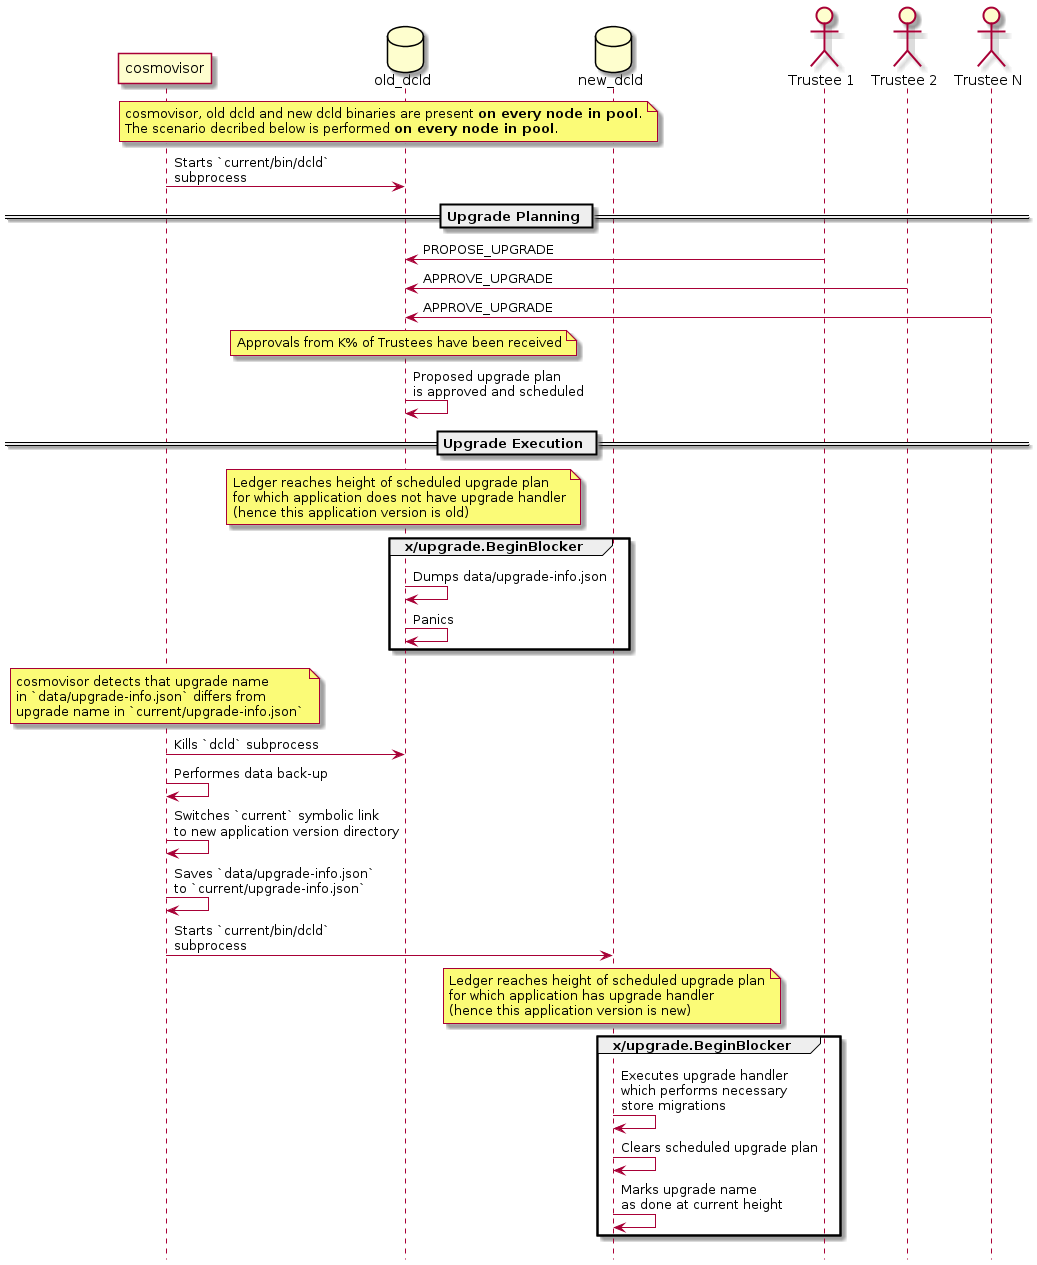 cosmovisor
old_dcld
new_dcld
Trustee 1
Trustee 2
Trustee N
cosmovisor, old dcld and new dcld binaries are present on every node in pool.
The scenario decribed below is performed on every node in pool.
Starts `current/bin/dcld`
subprocess
Upgrade Planning
PROPOSE_UPGRADE
APPROVE_UPGRADE
APPROVE_UPGRADE
Approvals from K% of Trustees have been received
Proposed upgrade plan
is approved and scheduled
Upgrade Execution
Ledger reaches height of scheduled upgrade plan
for which application does not have upgrade handler
(hence this application version is old)
x/upgrade.BeginBlocker
Dumps data/upgrade-info.json
Panics
cosmovisor detects that upgrade name
in `data/upgrade-info.json` differs from
upgrade name in `current/upgrade-info.json`
Kills `dcld` subprocess
Performes data back-up
Switches `current` symbolic link
to new application version directory
Saves `data/upgrade-info.json`
to `current/upgrade-info.json`
Starts `current/bin/dcld`
subprocess
Ledger reaches height of scheduled upgrade plan
for which application has upgrade handler
(hence this application version is new)
x/upgrade.BeginBlocker
Executes upgrade handler
which performs necessary
store migrations
Clears scheduled upgrade plan
Marks upgrade name
as done at current height